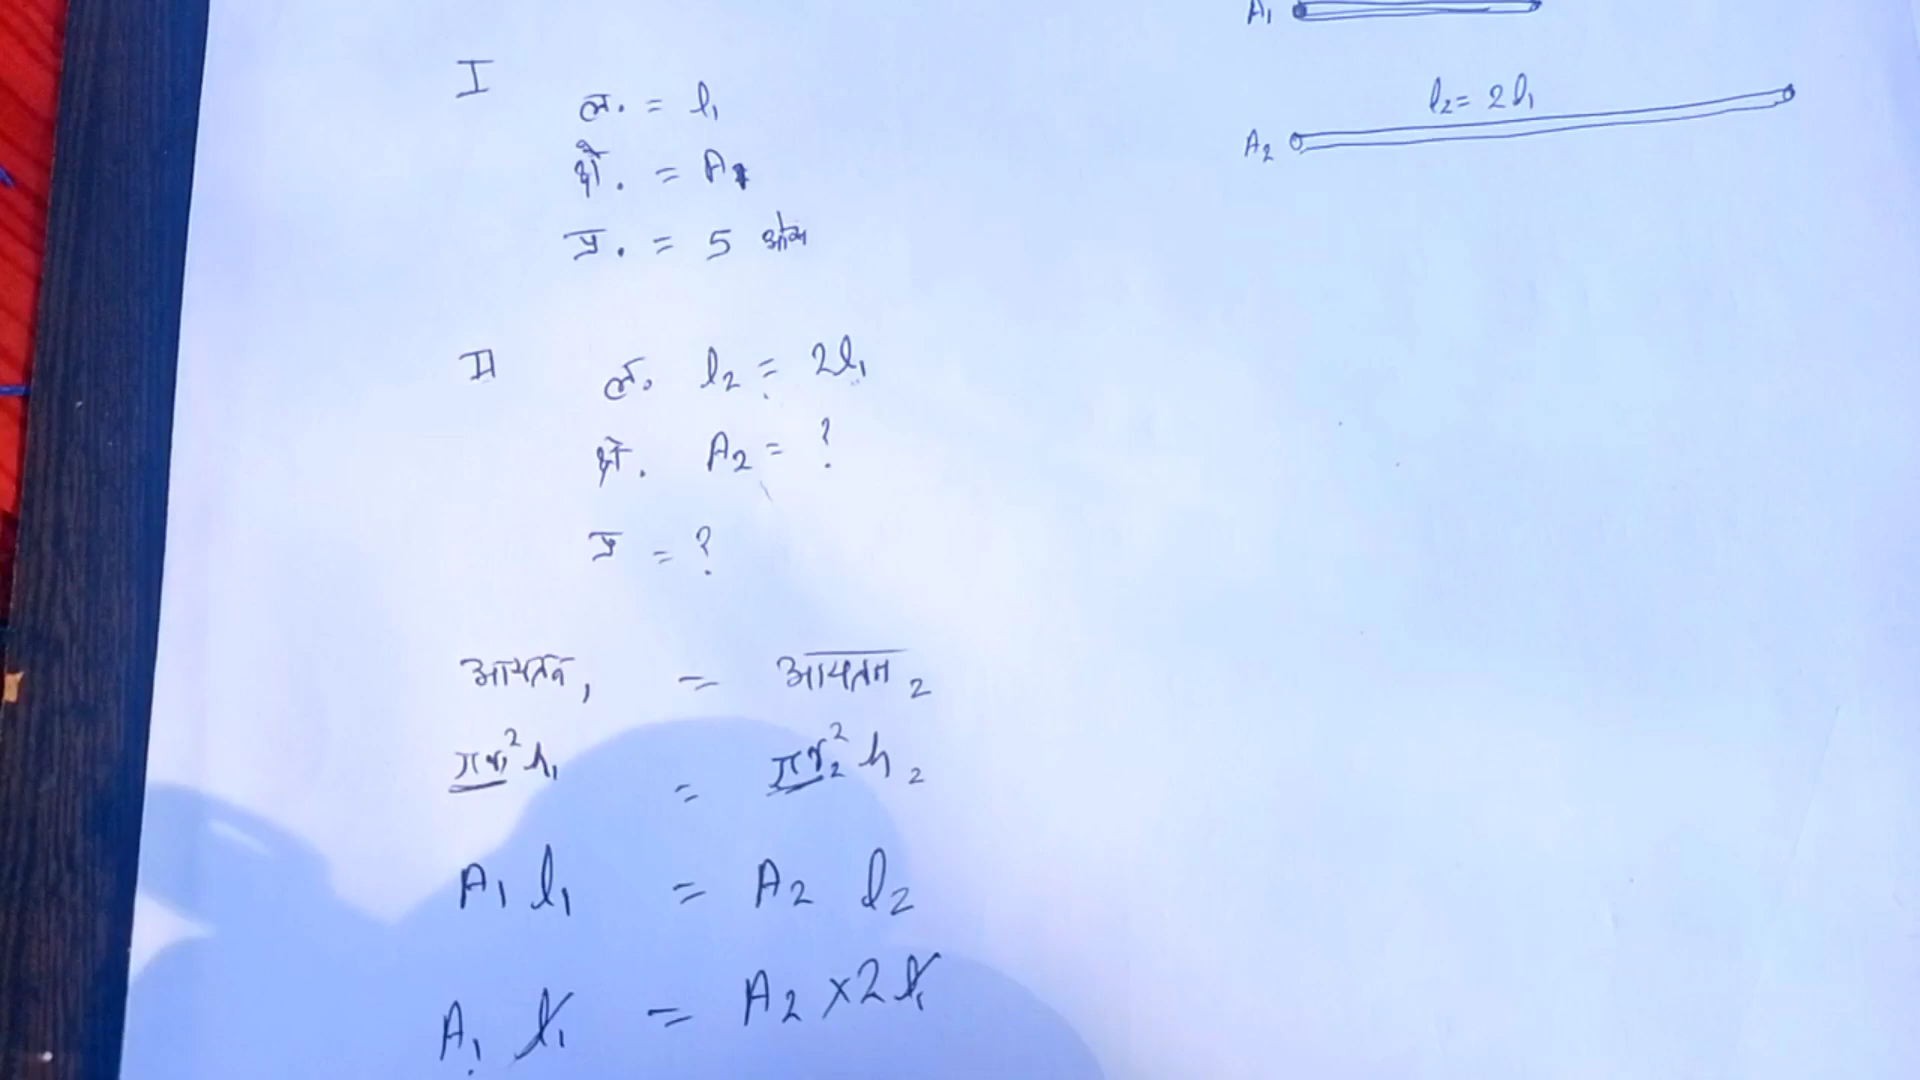 A₁
I
ल. = l₁
क्षे. = A₁
प्र. = 5 ओम
l₂ = 2l₁
A₂
II
ल. l₂ = 2l₁
क्षे. A₂ = ?
प्र = ?
आयतन₁ = आयतन₂
πr₁²h₁ = πr₂²h₂
A₁ l₁ = A₂ l₂
A₁ l₁ = A₂ × 2l₁